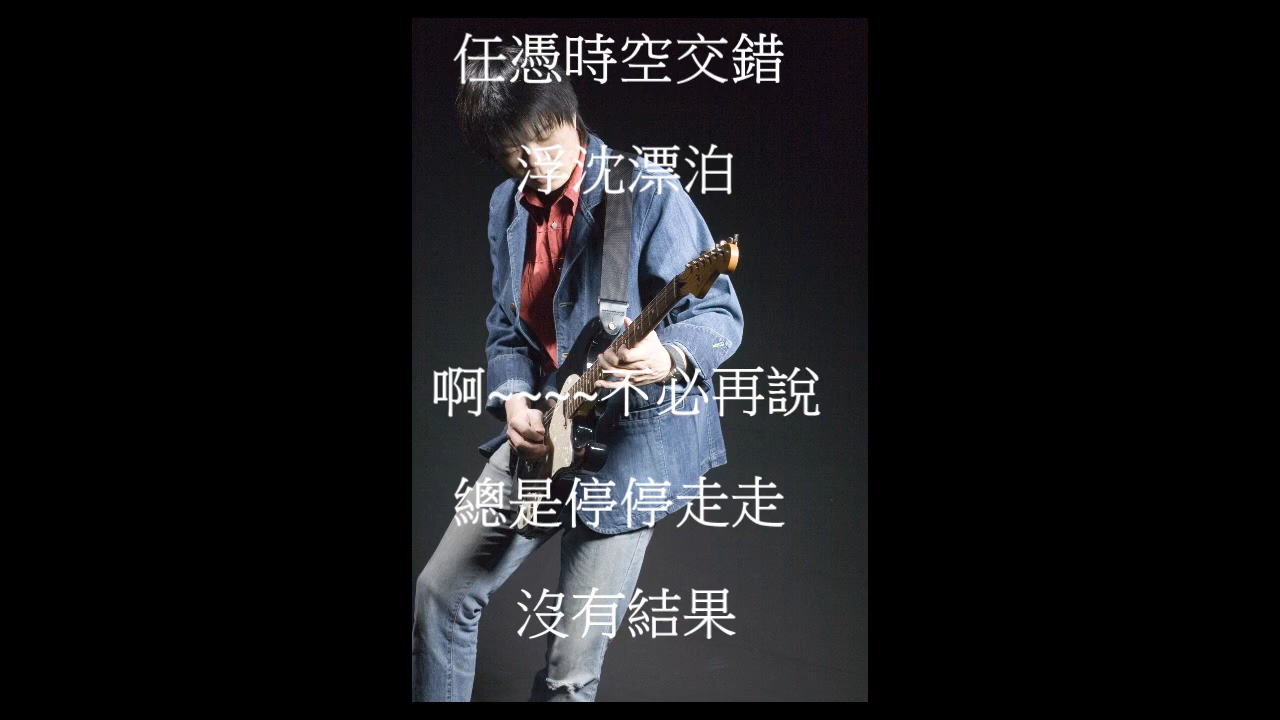 任憑時空交錯
浮沈漂泊
啊~~~~不必再說
總是停停走走
沒有結果